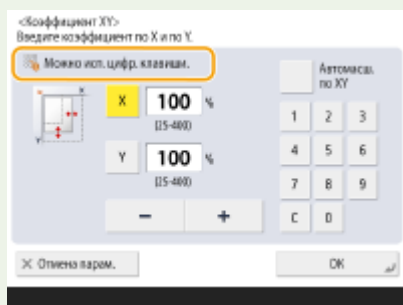 <Коэффициент XY>
Введите коэффициент по X и по Y.
Можно исп. цифр. клавиши.
Автомасш.
по XY
X
Y
X 100 %
(25-400)
Y 100 %
(25-400)
- +
1 2 3
4 5 6
7 8 9
C 0
× Отмена парам.
OK